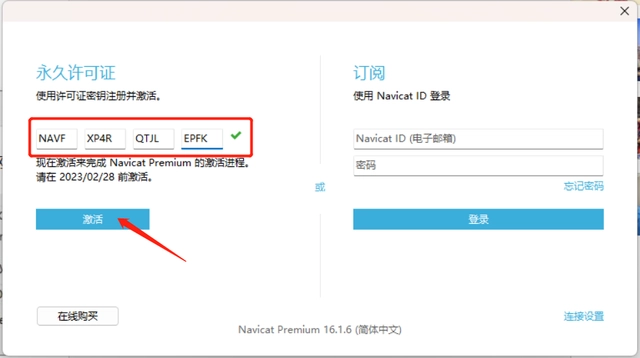 永久许可证
使用许可证密钥注册并激活。
NAVF XP4R QTJL EPFK
现在激活来完成 Navicat Premium 的激活进程。
请在 2023/02/28 前激活。
激活
在线购买
或
订阅
使用 Navicat ID 登录
Navicat ID (电子邮箱)
密码
忘记密码
登录
Navicat Premium 16.1.6 (简体中文)
连接设置